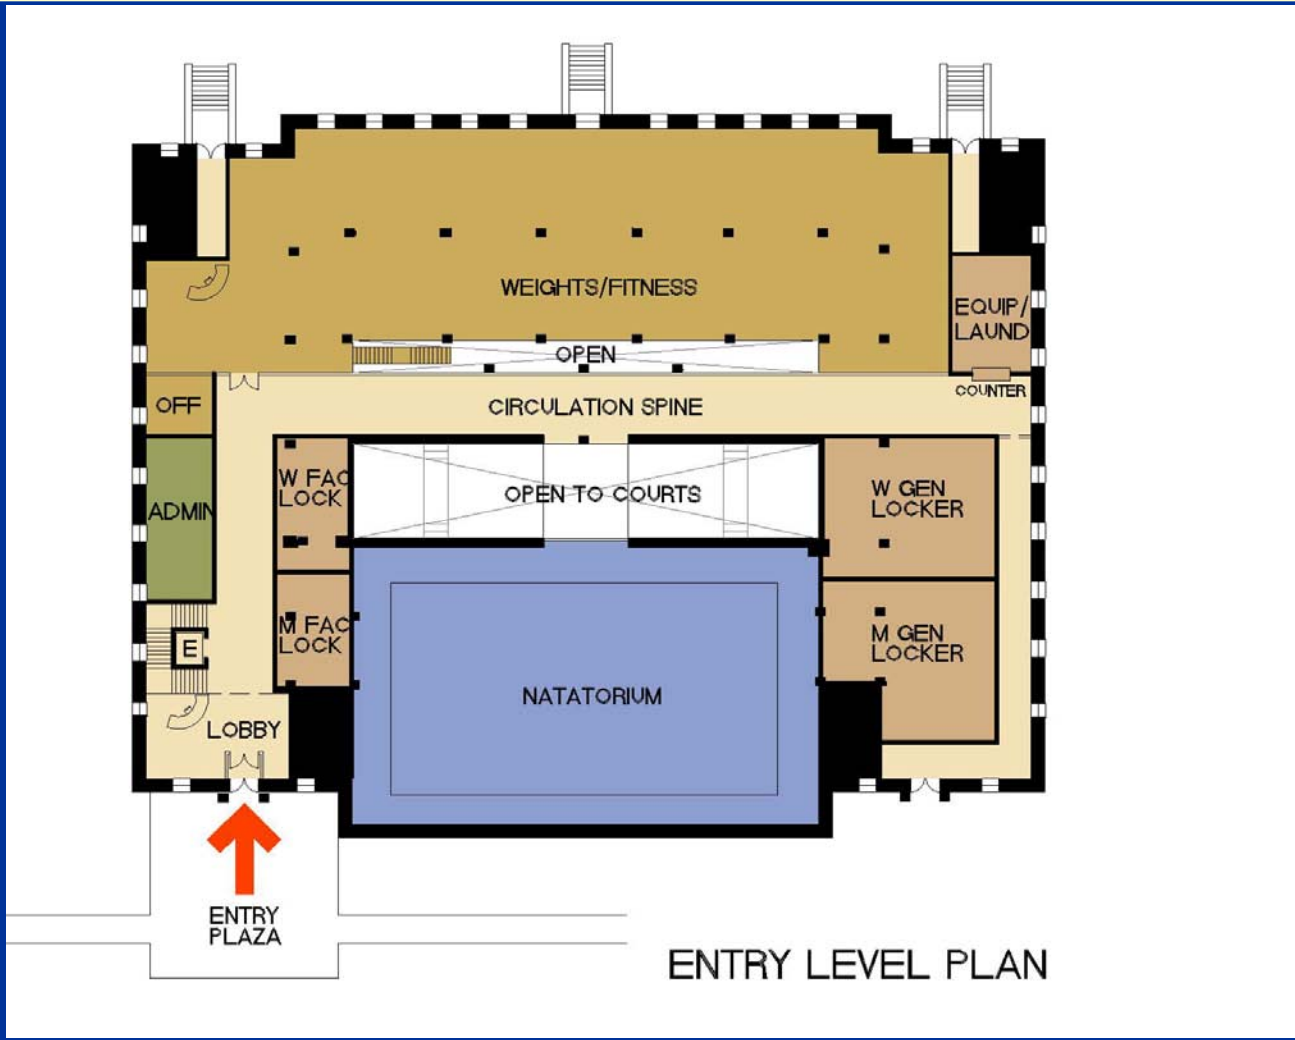 WEIGHTS/FITNESS
EQUIP/
LAUND
OPEN
COUNTER
OFF
CIRCULATION SPINE
W FAC
LOCK
OPEN TO COURTS
W GEN
LOCKER
ADMIN
M FAC
LOCK
M GEN
LOCKER
E
NATATORIUM
LOBBY
ENTRY
PLAZA
ENTRY LEVEL PLAN